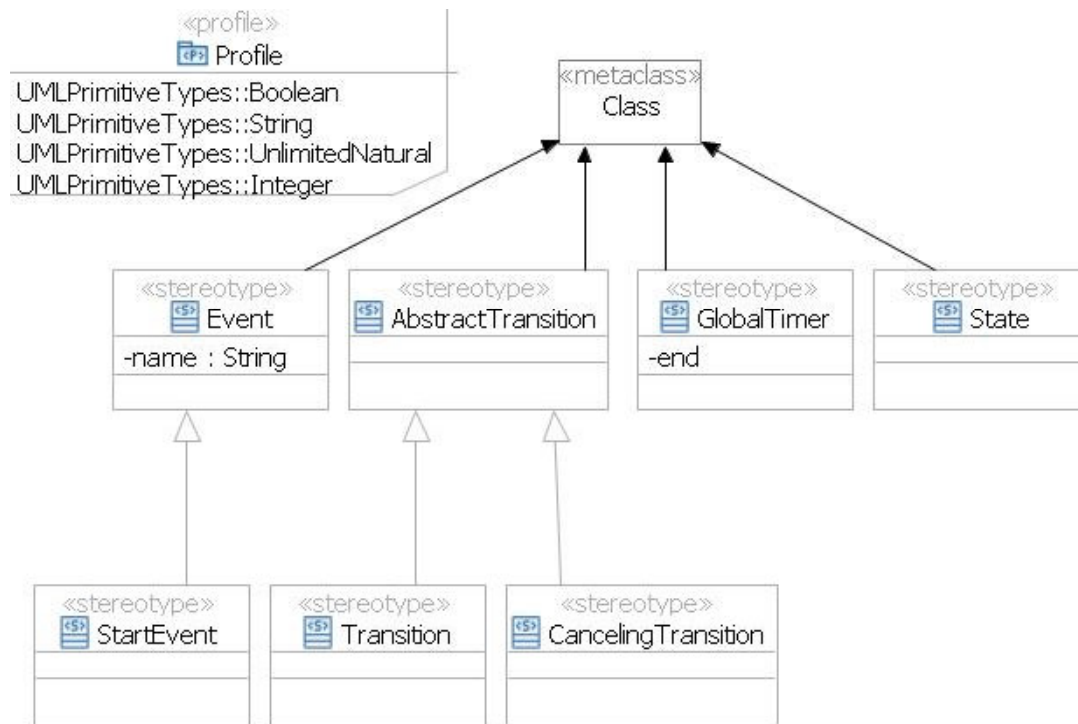 «profile»
Profile
UMLPrimitiveTypes::Boolean
UMLPrimitiveTypes::String
UMLPrimitiveTypes::UnlimitedNatural
UMLPrimitiveTypes::Integer
«metaclass»
Class
«stereotype»
Event
-name : String
«stereotype»
AbstractTransition
«stereotype»
GlobalTimer
-end
«stereotype»
State
«stereotype»
StartEvent
«stereotype»
Transition
«stereotype»
CancelingTransition